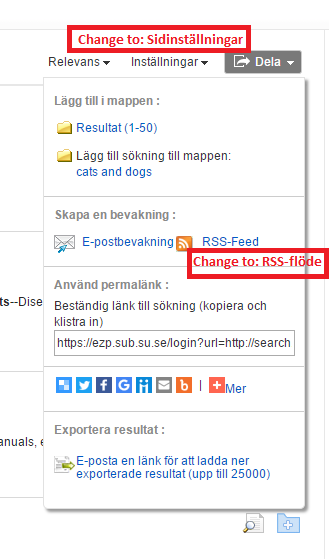 Change to: Sidinställningar
Relevans Inställningar Dela
Lägg till i mappen :
Resultat (1-50)
Lägg till sökning till mappen:
cats and dogs
Skapa en bevakning :
E-postbevakning RSS-Feed
Change to: RSS-flöde
Använd permalänk :
ts--Dise
Beständig länk till sökning (kopiera och
klistra in)
https://ezp.sub.su.se/login?url=http://search
| Mer
Exportera resultat :
anuals, e
E-posta en länk för att ladda ner
exporterade resultat (upp till 25000)